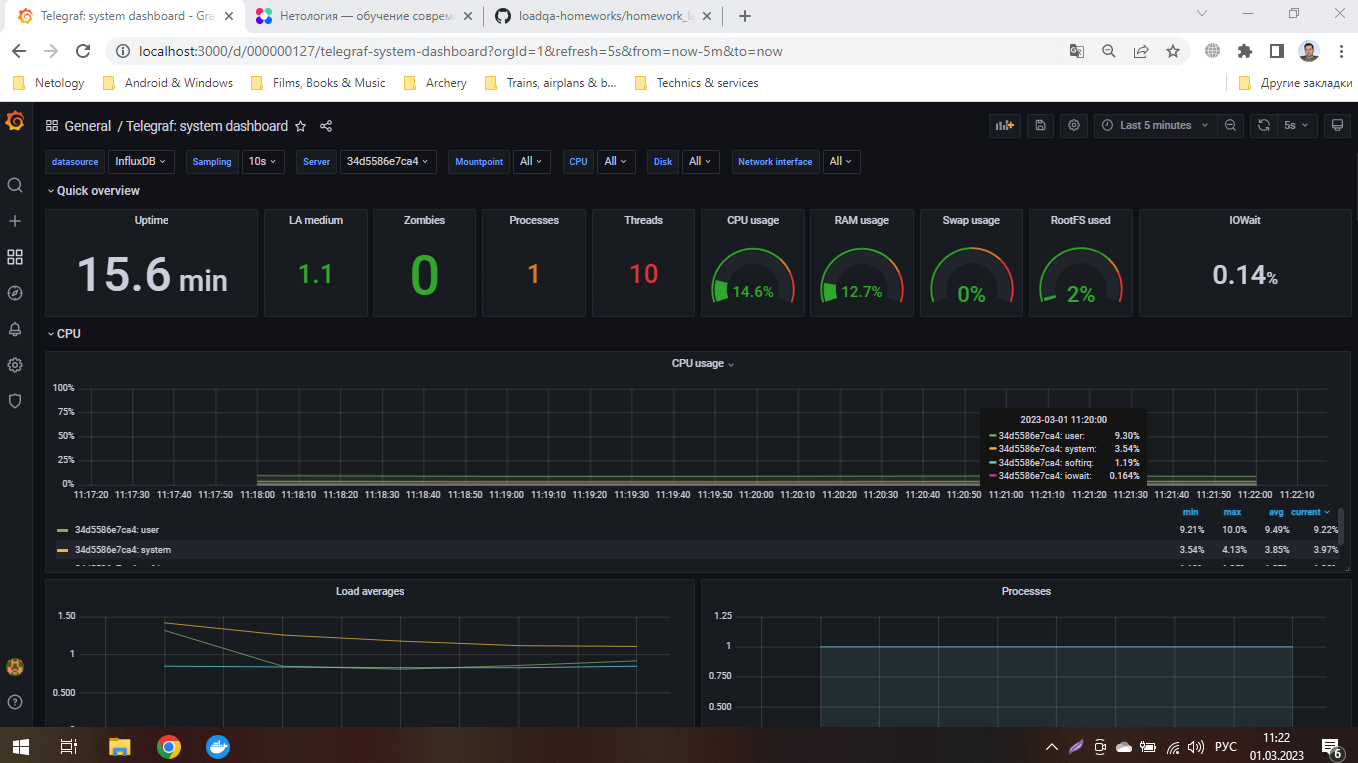 Telegraf: system dashboard - Gra
Нетология — обучение соврем
loadqa-homeworks/homework_le
localhost:3000/d/000000127/telegraf-system-dashboard?orgId=1&refresh=5s&from=now-5m&to=now
Netology Android & Windows Films, Books & Music Archery Trains, airplans & b... Technics & services Другие закладки
General / Telegraf: system dashboard Last 5 minutes 5s
datasource InfluxDB Sampling 10s Server 34d5586e7ca4 Mountpoint All CPU All Disk All Network interface All
Quick overview
Uptime LA medium Zombies Processes Threads CPU usage RAM usage Swap usage RootFS used IOWait
15.6 min 1.1 0 1 10 14.6% 12.7% 0% 2% 0.14%
CPU
CPU usage
100%
75%
50%
25%
0%
2023-03-01 11:20:00
34d5586e7ca4: user: 9.30%
34d5586e7ca4: system: 3.54%
34d5586e7ca4: softirq: 1.19%
34d5586e7ca4: iowait: 0.164%
11:17:20 11:17:30 11:17:40 11:17:50 11:18:00 11:18:10 11:18:20 11:18:30 11:18:40 11:18:50 11:19:00 11:19:10 11:19:20 11:19:30 11:19:40 11:19:50 11:20:00 11:20:10 11:20:20 11:20:30 11:20:40 11:20:50 11:21:00 11:21:10 11:21:20 11:21:30 11:21:40 11:21:50 11:22:00 11:22:10
min max avg current
34d5586e7ca4: user 9.21% 10.0% 9.49% 9.22%
34d5586e7ca4: system 3.54% 4.13% 3.85% 3.97%
Load averages
1.50
1
0.500
Processes
1.25
1
0.750
0.500
РУС
11:22
01.03.2023
6